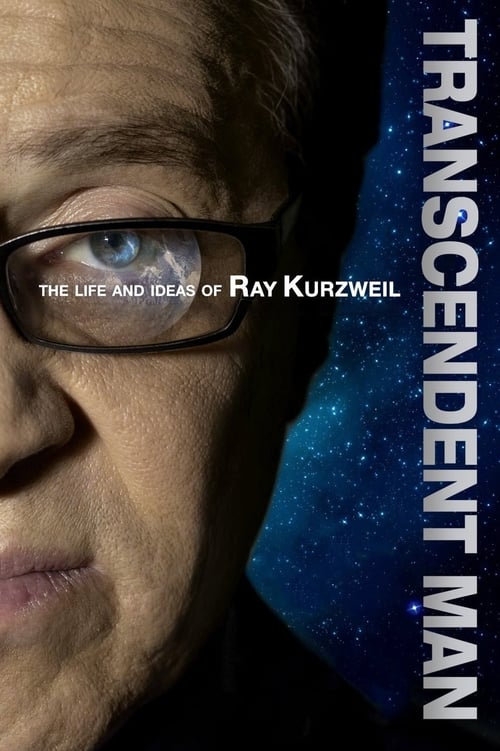 THE LIFE AND IDEAS OF RAY KURZWEIL
TRANSCENDENT MAN